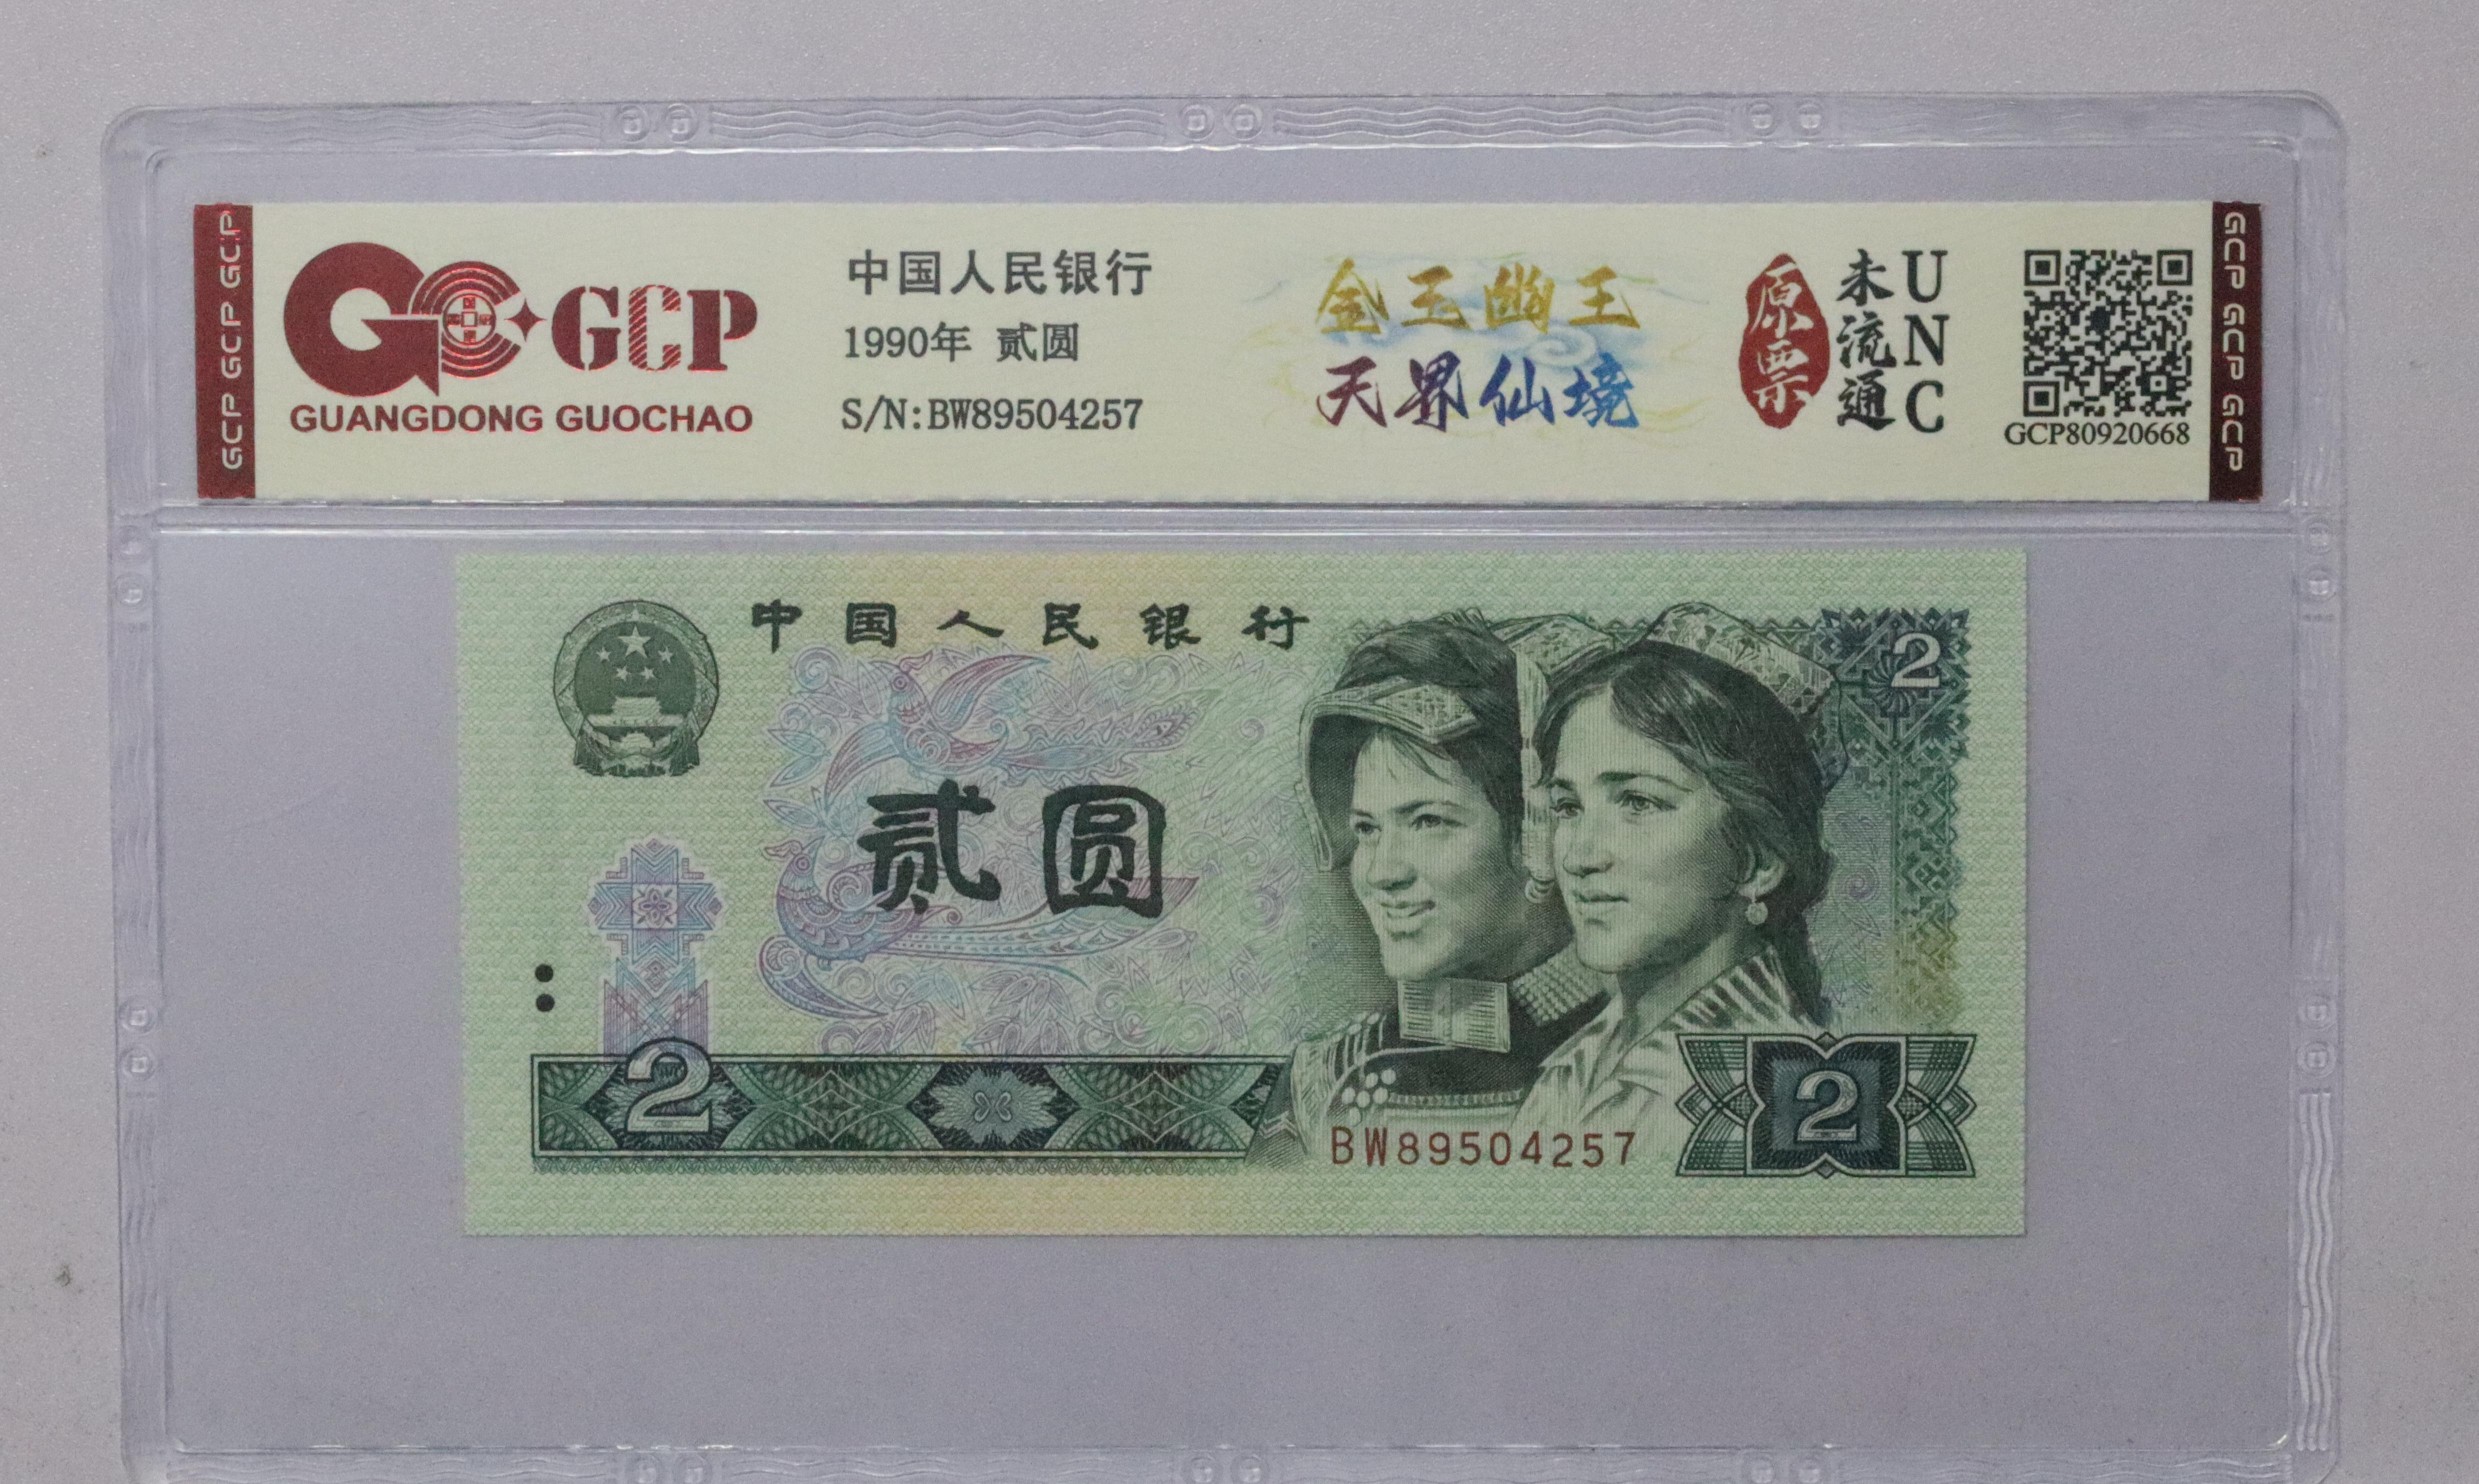 GCP GCP GCP
GCP
GUANGDONG GUOCHAO
中国人民银行
1990年 贰圆
S/N:BW89504257
金玉幽王
天界仙境
原票
未流通
UNC
GCP80920668
GCP GCP GCP
中国人民银行
2
贰圆
2
2
BW89504257